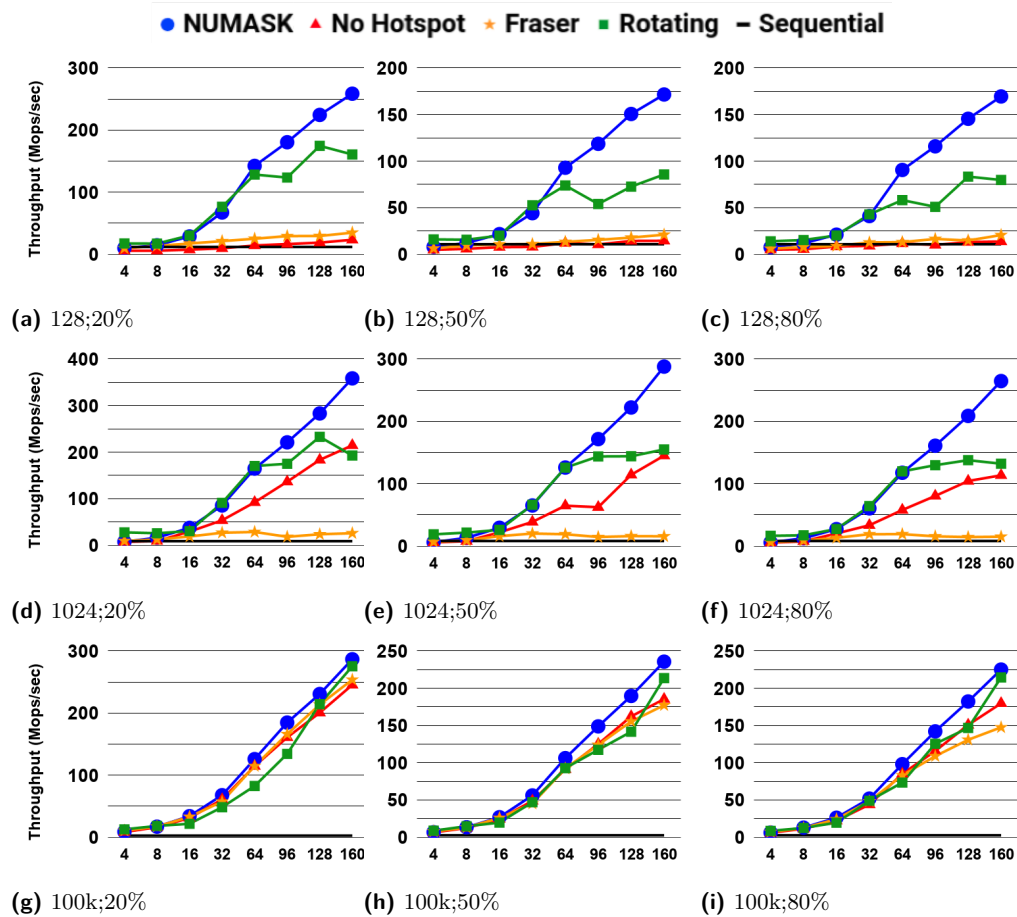 NUMASK No Hotspot Fraser Rotating Sequential
Throughput (Mops/sec)
300
200
100
0
4 8 16 32 64 96 128 160
(a) 128;20%
200
150
100
50
0
4 8 16 32 64 96 128 160
(b) 128;50%
200
150
100
50
0
4 8 16 32 64 96 128 160
(c) 128;80%
Throughput (Mops/sec)
400
300
200
100
0
4 8 16 32 64 96 128 160
(d) 1024;20%
300
200
100
0
4 8 16 32 64 96 128 160
(e) 1024;50%
300
200
100
0
4 8 16 32 64 96 128 160
(f) 1024;80%
Throughput (Mops/sec)
300
200
100
0
4 8 16 32 64 96 128 160
(g) 100k;20%
250
200
150
100
50
0
4 8 16 32 64 96 128 160
(h) 100k;50%
250
200
150
100
50
0
4 8 16 32 64 96 128 160
(i) 100k;80%